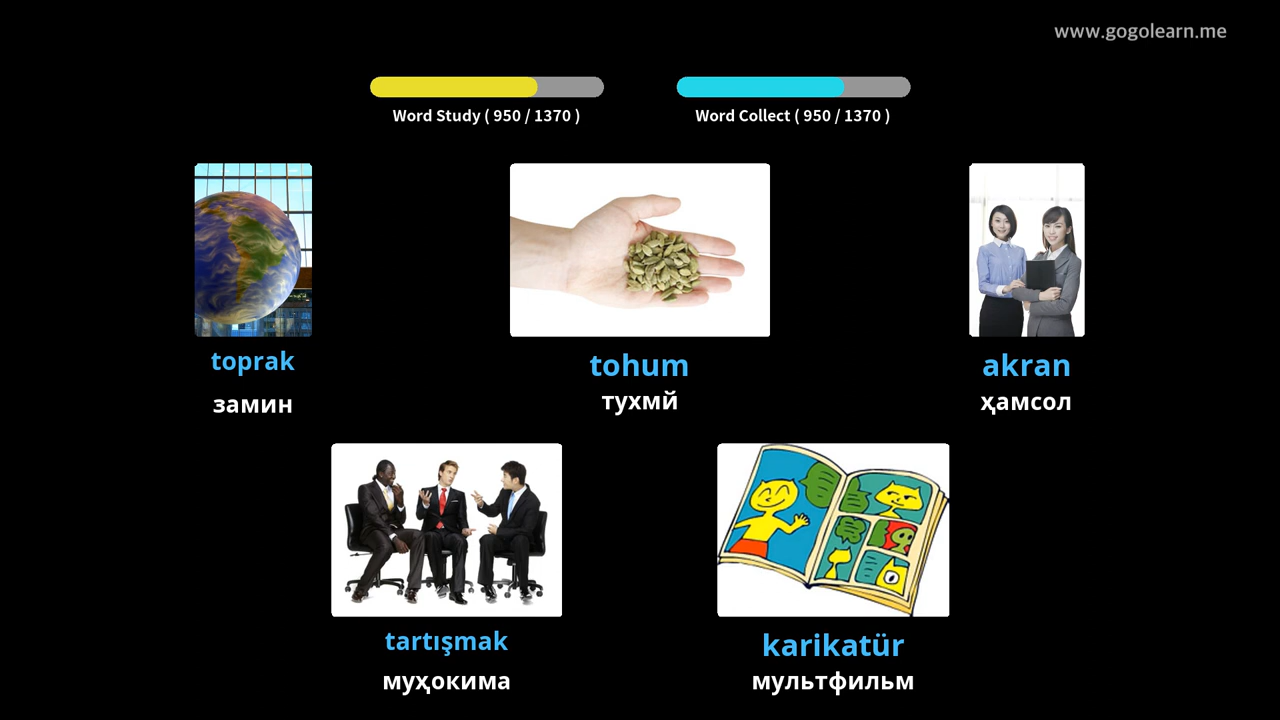 www.gogolearn.me
Word Study ( 950 / 1370 )
Word Collect ( 950 / 1370 )
toprak
замин
tohum
тухмй
akran
ҳамсол
tartışmak
муҳокима
karikatür
мультфильм